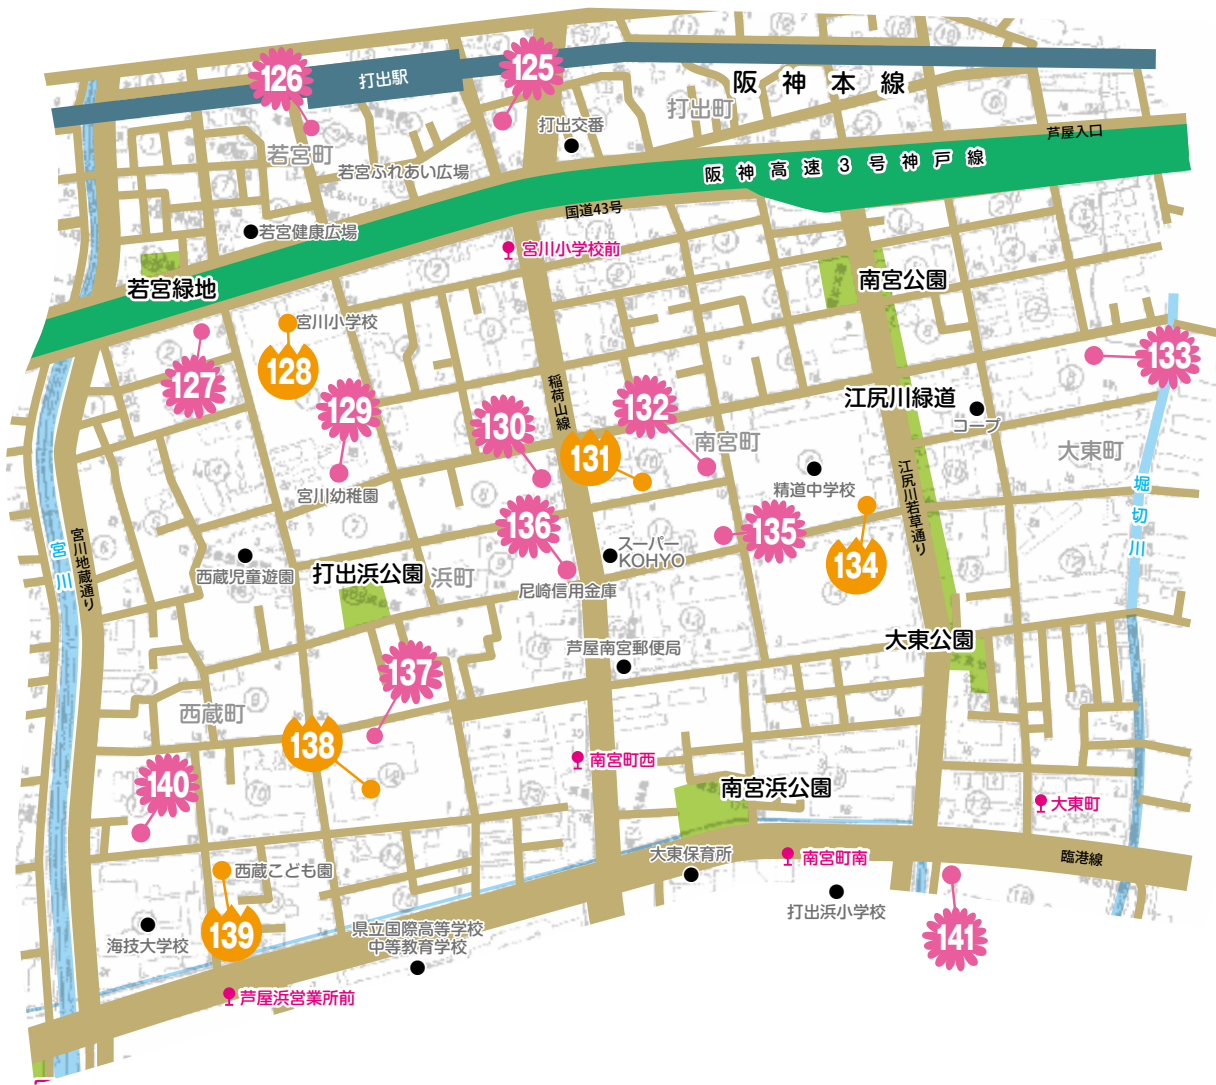 125
126
打出駅
阪神本線
打出町
打出交番
芦屋入口
若宮町
若宮ふれあい広場
阪神高速3号神戸線
国道43号
若宮健康広場
宮川小学校前
若宮緑地
南宮公園
宮川小学校
127
128
133
稲荷山線
江尻川緑道
129
130
132
コープ
南宮町
大東町
131
精道中学校
宮川幼稚園
江尻川若草通り
堀切川
136
135
宮川
宮川地蔵通り
スーパー
KOHYO
134
西蔵児童遊園
打出浜公園
浜町
尼崎信用金庫
芦屋南宮郵便局
大東公園
137
西蔵町
138
南宮町西
140
南宮浜公園
大東町
大東保育所
南宮町南
臨港線
西蔵こども園
打出浜小学校
139
海技大学校
県立国際高等学校
中等教育学校
141
芦屋浜営業所前